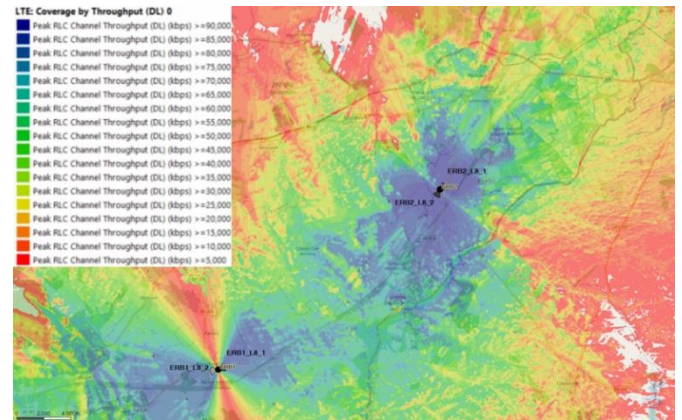 LTE: Coverage by Throughput (DL) 0
Peak RLC Channel Throughput (DL) (kbps) >=90,000
Peak RLC Channel Throughput (DL) (kbps) >=85,000
Peak RLC Channel Throughput (DL) (kbps) >=80,000
Peak RLC Channel Throughput (DL) (kbps) >=75,000
Peak RLC Channel Throughput (DL) (kbps) >=70,000
Peak RLC Channel Throughput (DL) (kbps) >=65,000
Peak RLC Channel Throughput (DL) (kbps) >=60,000
Peak RLC Channel Throughput (DL) (kbps) >=55,000
Peak RLC Channel Throughput (DL) (kbps) >=50,000
Peak RLC Channel Throughput (DL) (kbps) >=45,000
Peak RLC Channel Throughput (DL) (kbps) >=40,000
Peak RLC Channel Throughput (DL) (kbps) >=35,000
Peak RLC Channel Throughput (DL) (kbps) >=30,000
Peak RLC Channel Throughput (DL) (kbps) >=25,000
Peak RLC Channel Throughput (DL) (kbps) >=20,000
Peak RLC Channel Throughput (DL) (kbps) >=15,000
Peak RLC Channel Throughput (DL) (kbps) >=10,000
Peak RLC Channel Throughput (DL) (kbps) >=5,000
ERB2_L8_1
ERB2_L8_2
ERB1_L8_1
ERB1_L8_2